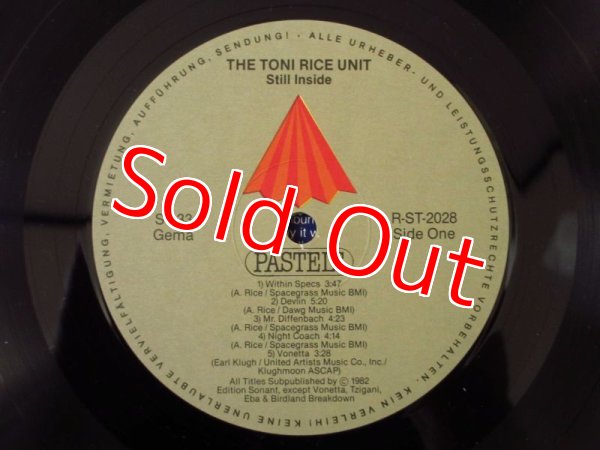 KEINE UNERLAUBTE VERVIELFÄLTIGUNG, VERMIETUNG, AUFFÜHRUNG, SENDUNG! · ALLE URHEBER- UND LEISTUNGSSCHUTZRECHTE VORBEHALTEN. KEIN VERLEIH!
THE TONI RICE UNIT
Still Inside
Sold Out
33
Gema
R-ST-2028
Side One
PASTELS
1) Within Specs 3:47
(A. Rice / Spacegrass Music BMI)
2) Devlin 5:20
(A. Rice / Dawg Music BMI)
3) Mr. Diffenbach 4:23
(A. Rice / Spacegrass Music BMI)
4) Night Coach 4:14
(A. Rice / Spacegrass Music BMI)
5) Vonetta 3:28
(Earl Klugh / United Artists Music Co., Inc./
Klughmoon ASCAP)
All Titles Subpublished by © 1982
Edition Sonant, except Vonetta, Tzigani,
Eba & Birdland Breakdown